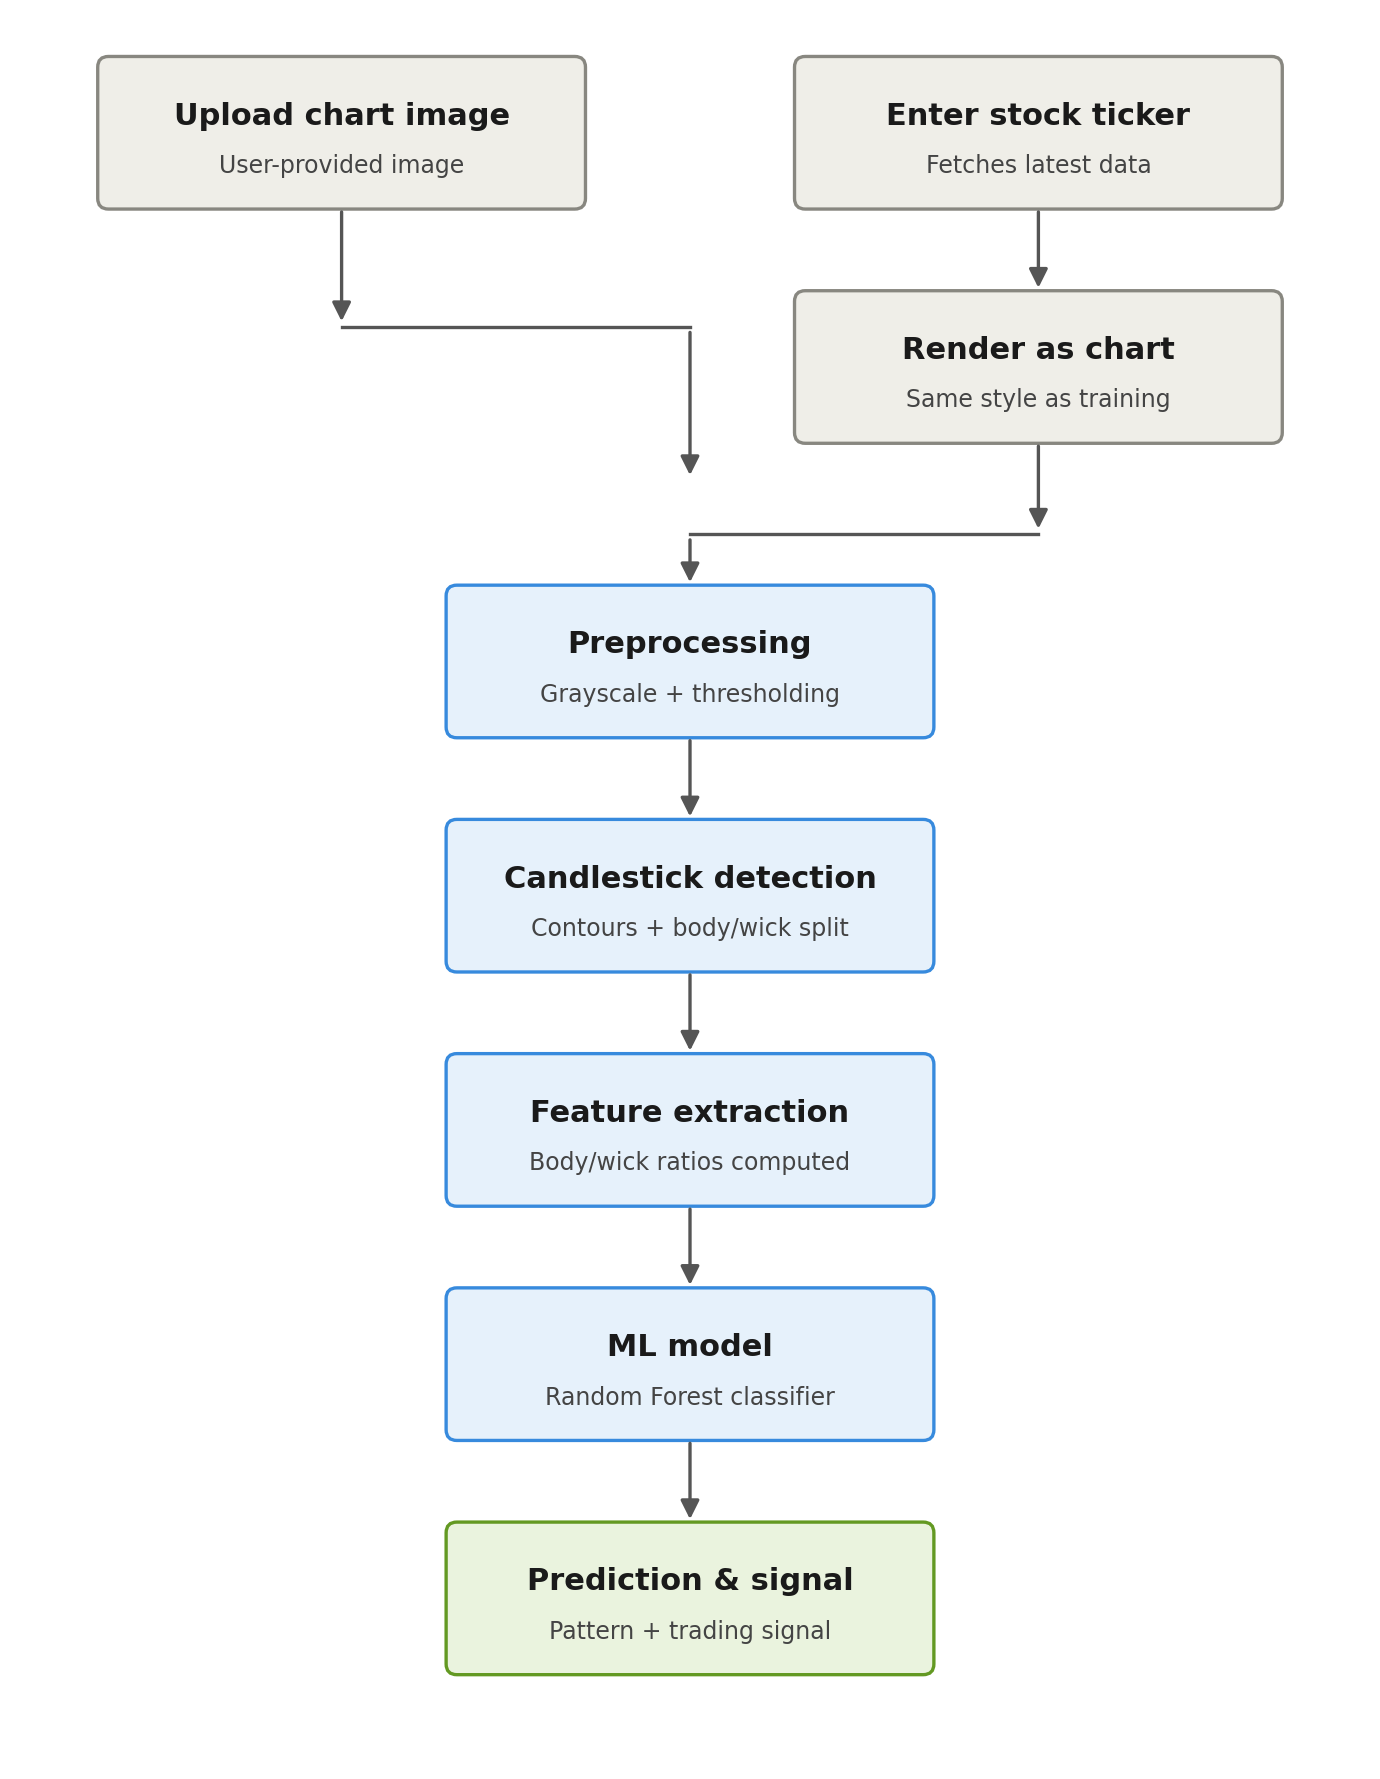 Upload chart image
User-provided image
Enter stock ticker
Fetches latest data
Render as chart
Same style as training
Preprocessing
Grayscale + thresholding
Candlestick detection
Contours + body/wick split
Feature extraction
Body/wick ratios computed
ML model
Random Forest classifier
Prediction & signal
Pattern + trading signal